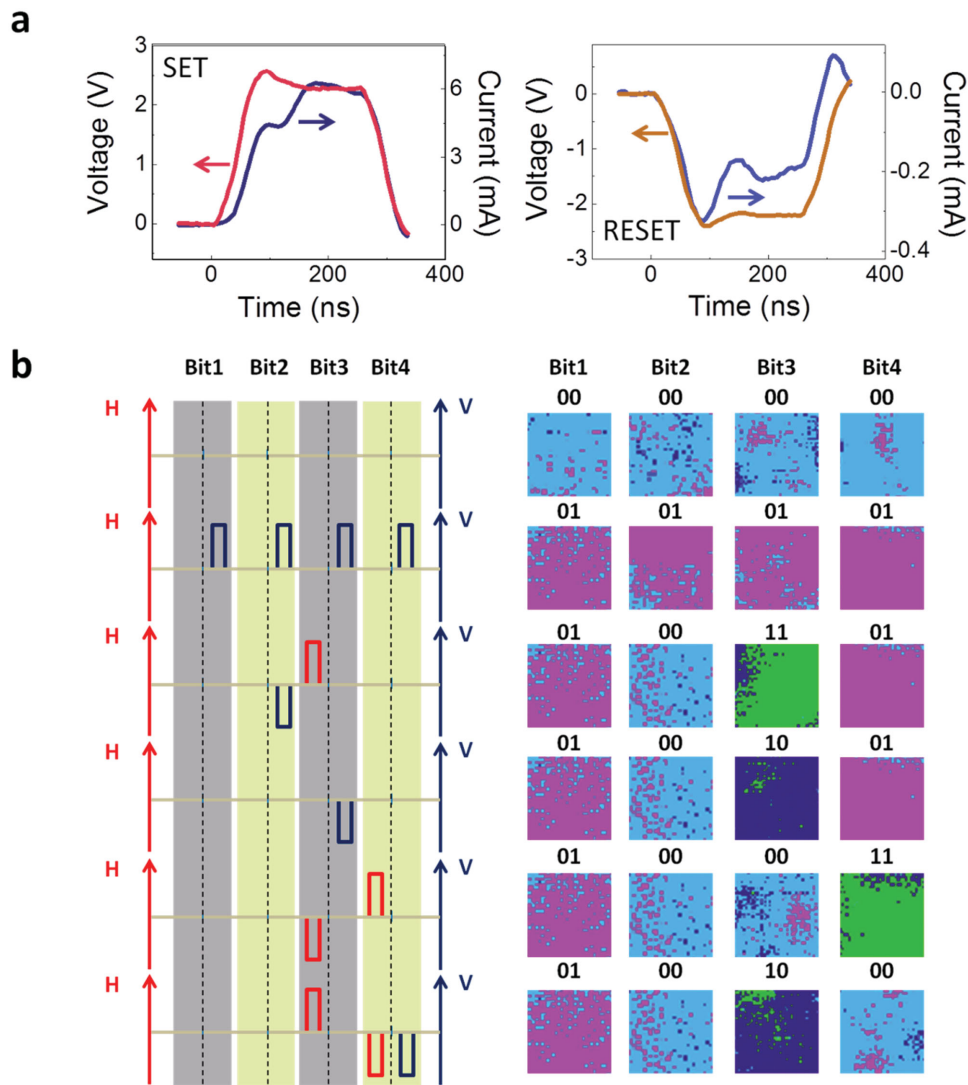 a
SET
Voltage (V)
3
2
1
0
Current (mA)
6
3
0
0 200 400
Time (ns)
RESET
Voltage (V)
0
-1
-2
-3
Current (mA)
0.0
-0.2
-0.4
0 200 400
Time (ns)
b
Bit1 Bit2 Bit3 Bit4
H V
H V
H V
H V
H V
H V
Bit1 Bit2 Bit3 Bit4
00 00 00 00
01 01 01 01
01 00 11 01
01 00 10 01
01 00 00 11
01 00 10 00